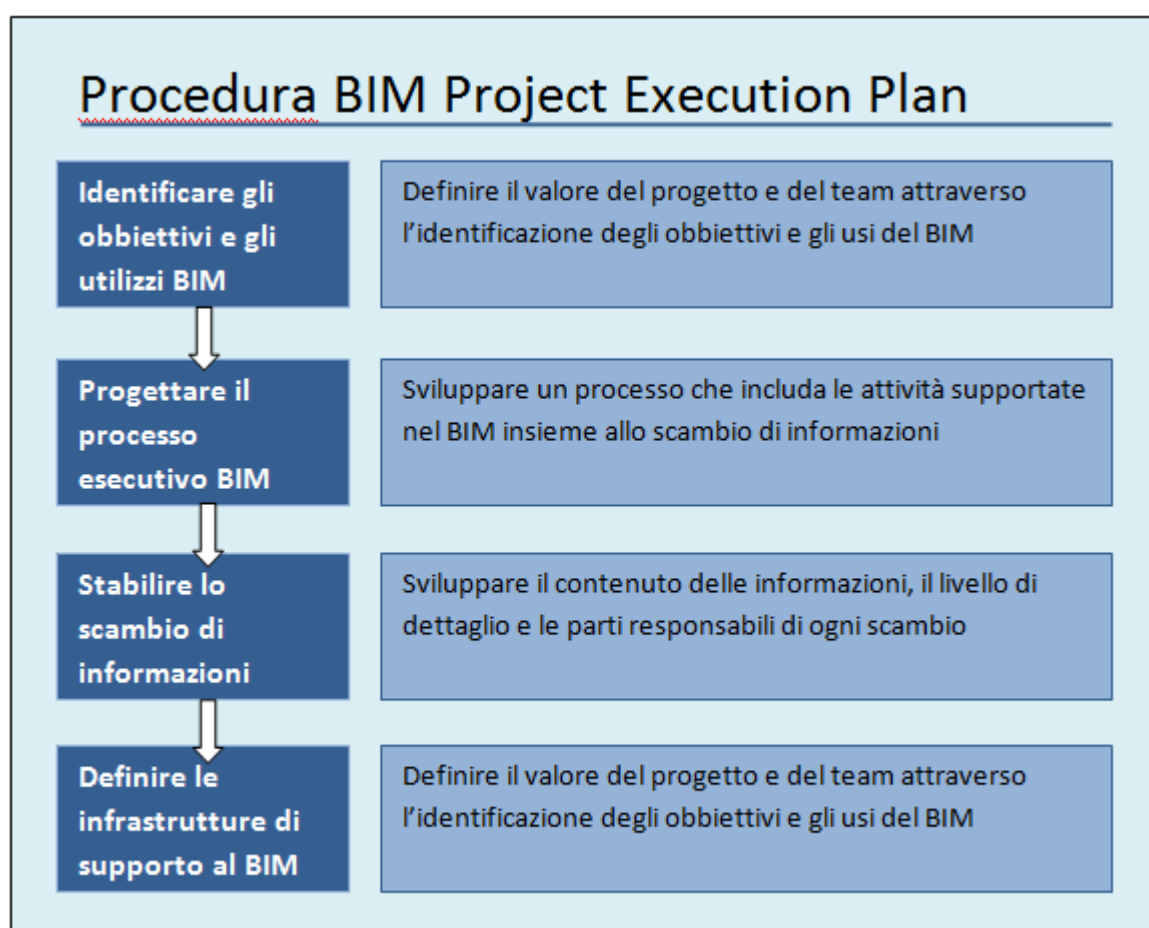 Procedura BIM Project Execution Plan
Identificare gli
obbiettivi e gli
utilizzi BIM
Definire il valore del progetto e del team attraverso
l’identificazione degli obbiettivi e gli usi del BIM
Progettare il
processo
esecutivo BIM
Sviluppare un processo che includa le attività supportate
nel BIM insieme allo scambio di informazioni
Stabilire lo
scambio di
informazioni
Sviluppare il contenuto delle informazioni, il livello di
dettaglio e le parti responsabili di ogni scambio
Definire le
infrastrutture di
supporto al BIM
Definire il valore del progetto e del team attraverso
l’identificazione degli obbiettivi e gli usi del BIM